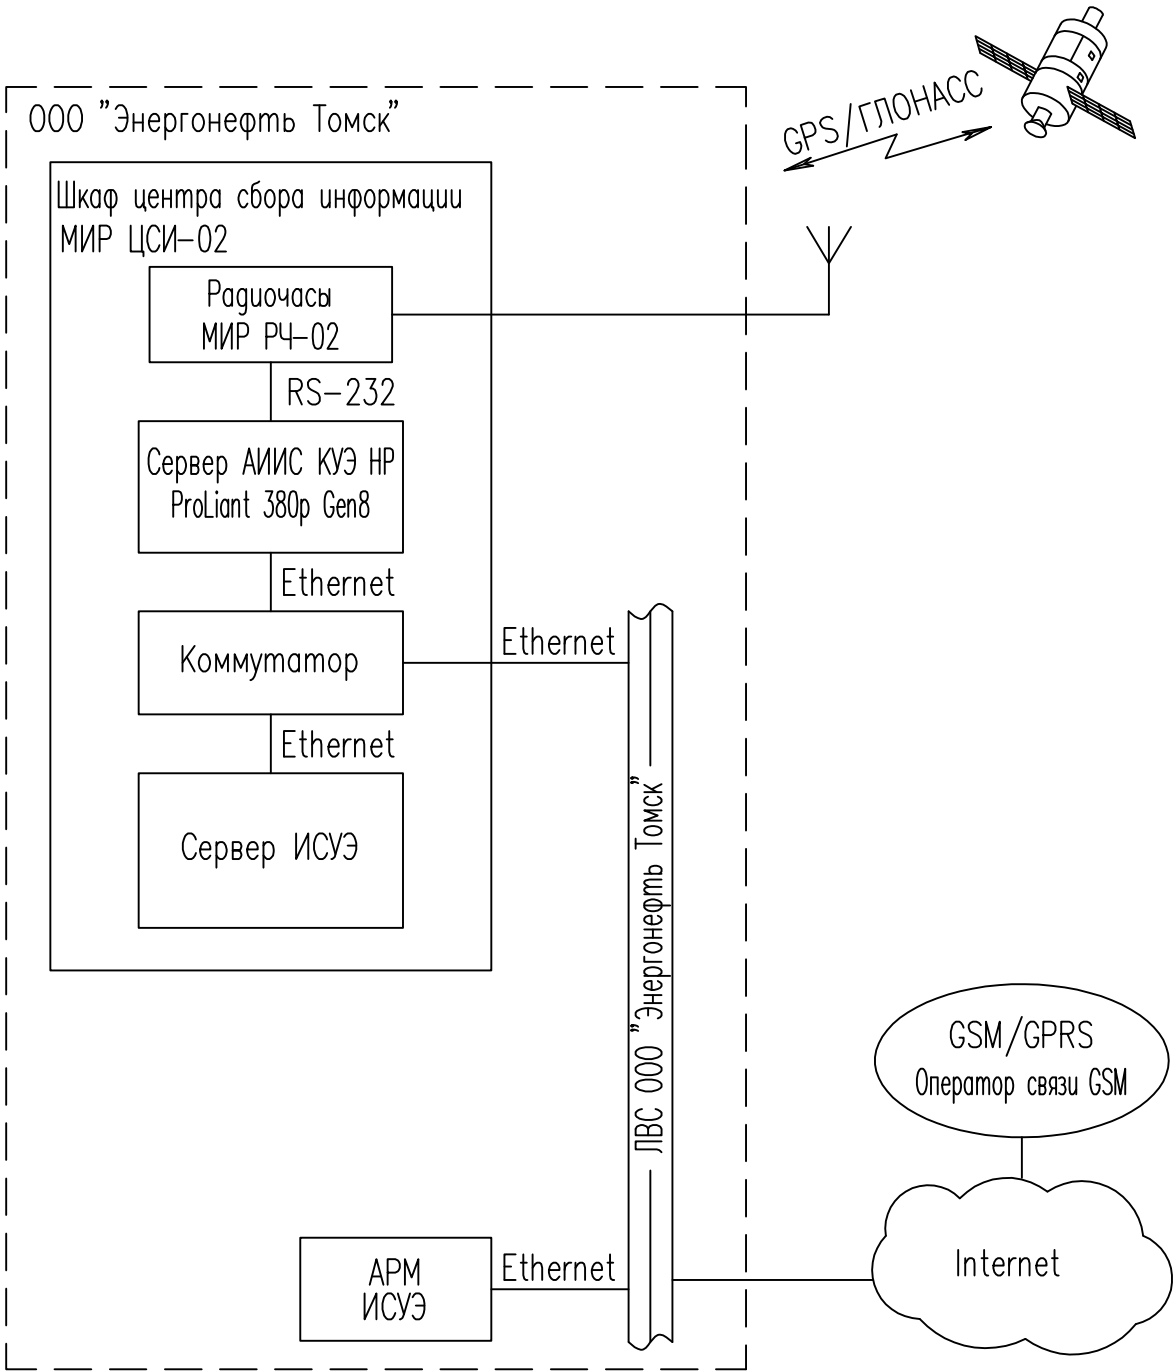 ООО "Энергонефть Томск"
GPS/ГЛОНАСС
Шкаф центра сбора информации
МИР ЦСИ-02
Радиочасы
МИР РЧ-02
RS-232
Сервер АИИС КУЭ HP
ProLiant 380p Gen8
Ethernet
Коммутатор
Ethernet
Ethernet
Сервер ИСУЭ
ЛВС ООО "Энергонефть Томск"
GSM/GPRS
Оператор связи GSM
Internet
АРМ
ИСУЭ
Ethernet